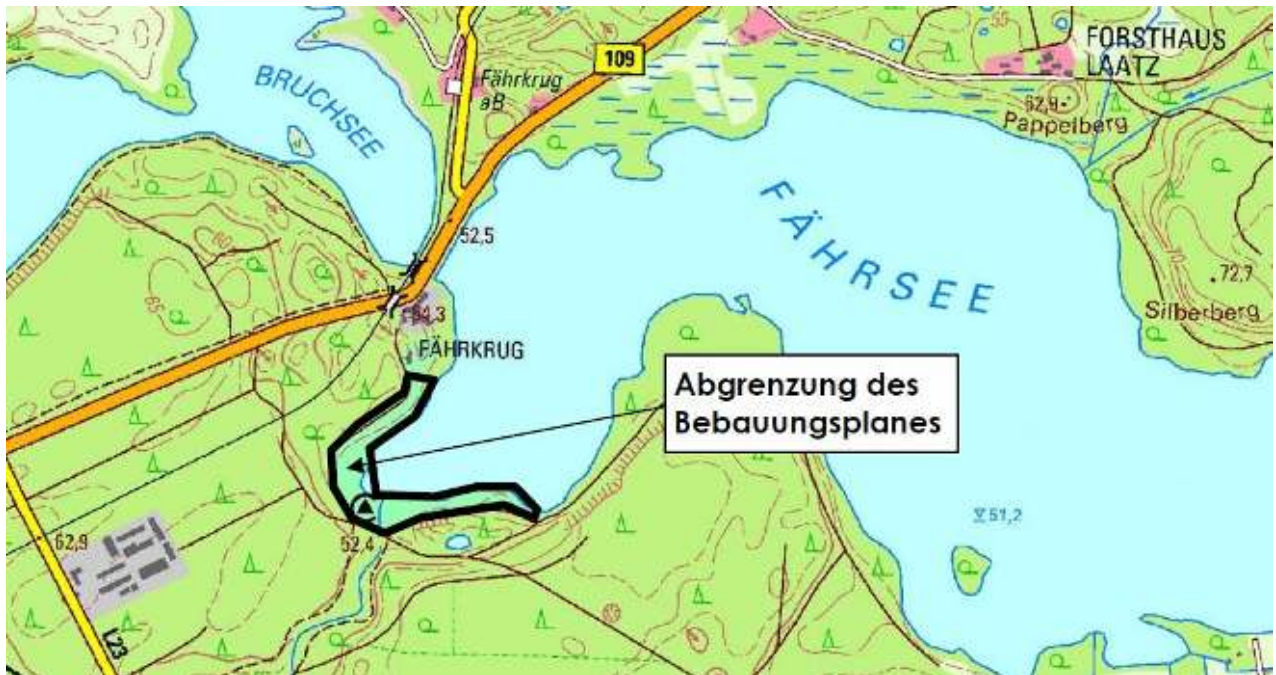 109
FORSTHAUS
LAATZ
BRUCHSEE
Fährkrug
aB
62,9
Pappelberg
FÄHRSEE
52,5
72,7
Silberberg
65
FÄHRKRUG
Abgrenzung des
Bebauungsplanes
51,2
62,9
52,4
L23